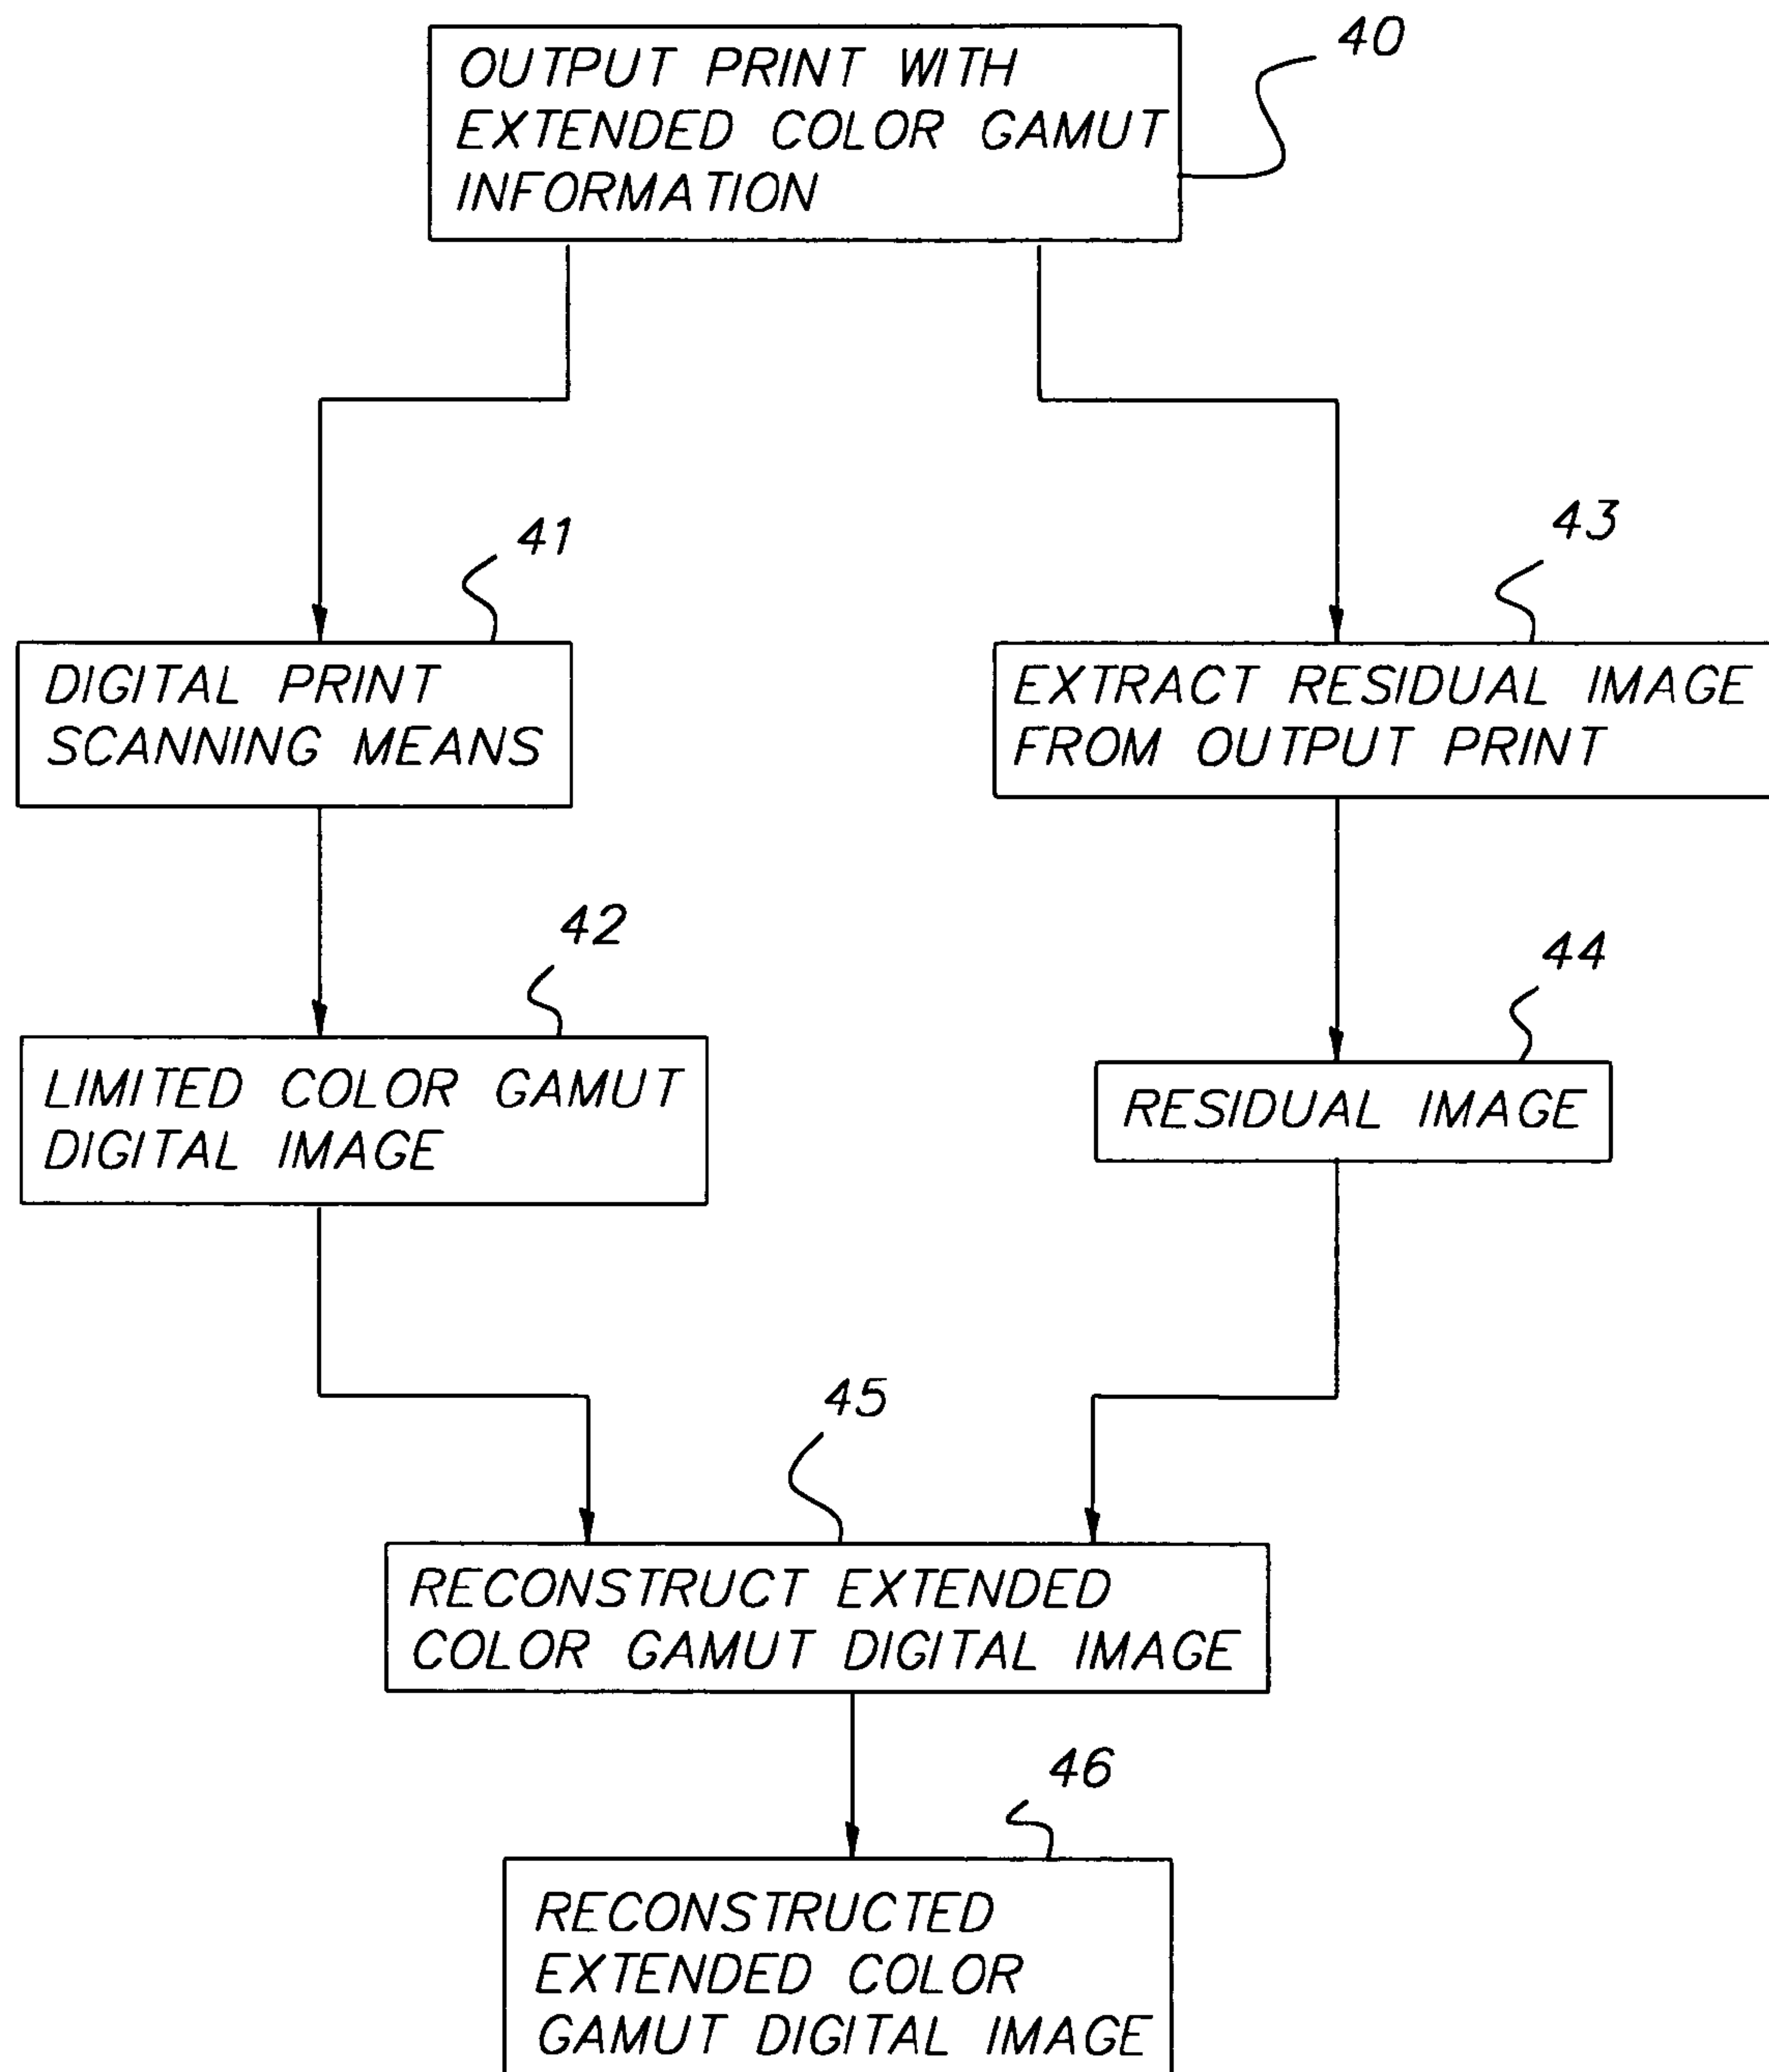 40
OUTPUT PRINT WITH
EXTENDED COLOR GAMUT
INFORMATION
41
DIGITAL PRINT
SCANNING MEANS
43
EXTRACT RESIDUAL IMAGE
FROM OUTPUT PRINT
42
LIMITED COLOR GAMUT
DIGITAL IMAGE
44
RESIDUAL IMAGE
45
RECONSTRUCT EXTENDED
COLOR GAMUT DIGITAL IMAGE
46
RECONSTRUCTED
EXTENDED COLOR
GAMUT DIGITAL IMAGE